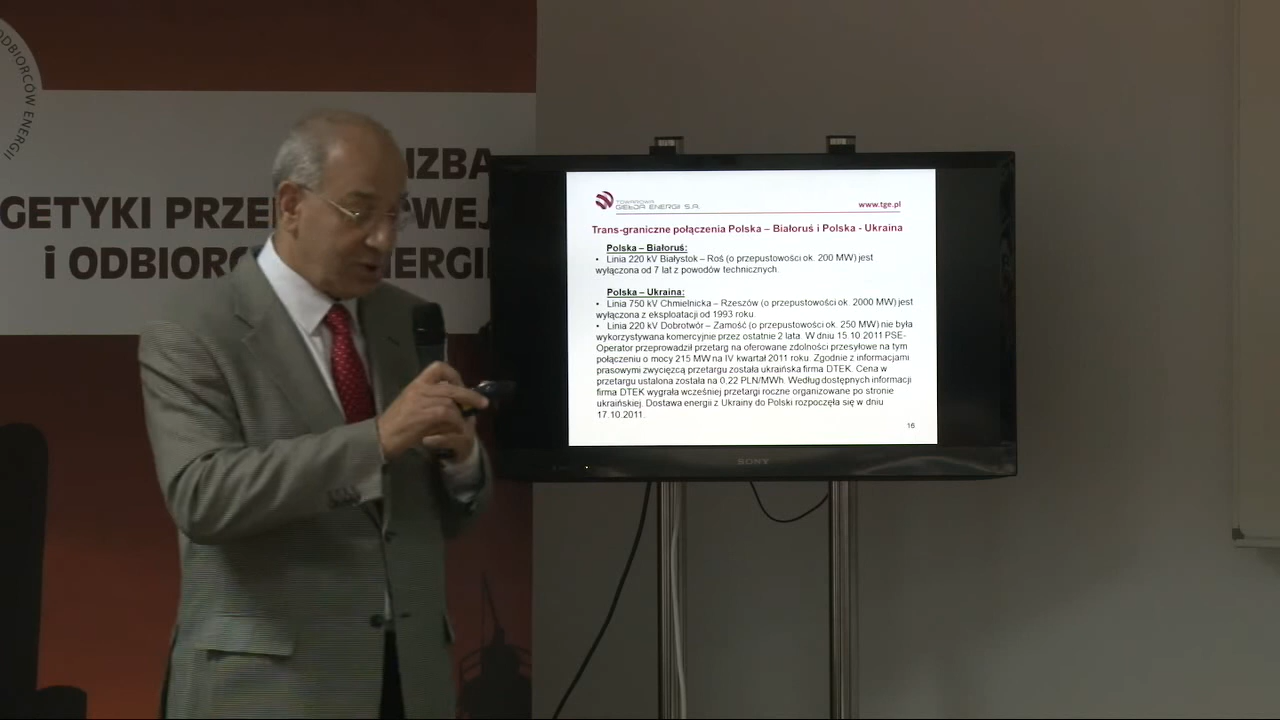 ODBIORCÓW ENERGII
IZBA
GETYKI PRZE WEJ
i ODBIOR ENERGII
TOWAROWA
GIEŁDA ENERGII S.A.
www.tge.pl
Trans-graniczne połączenia Polska – Białoruś i Polska - Ukraina
Polska – Białoruś:
• Linia 220 kV Białystok – Roś (o przepustowości ok. 200 MW) jest
wyłączona od 7 lat z powodów technicznych.
Polska – Ukraina:
• Linia 750 kV Chmielnicka – Rzeszów (o przepustowości ok. 2000 MW) jest
wyłączona z eksploatacji od 1993 roku.
• Linia 220 kV Dobrotwór – Zamość (o przepustowości ok. 250 MW) nie była
wykorzystywana komercyjnie przez ostatnie 2 lata. W dniu 15.10 2011 PSE-
Operator przeprowadził przetarg na oferowane zdolności przesyłowe na tym
połączeniu o mocy 215 MW na IV kwartał 2011 roku. Zgodnie z informacjami
prasowymi zwycięzcą przetargu została ukraińska firma DTEK. Cena w
przetargu ustalona została na 0,22 PLN/MWh. Według dostępnych informacji
firma DTEK wygrała wcześniej przetargi roczne organizowane po stronie
ukraińskiej. Dostawa energii z Ukrainy do Polski rozpoczęła się w dniu
17.10.2011.
16
SONY